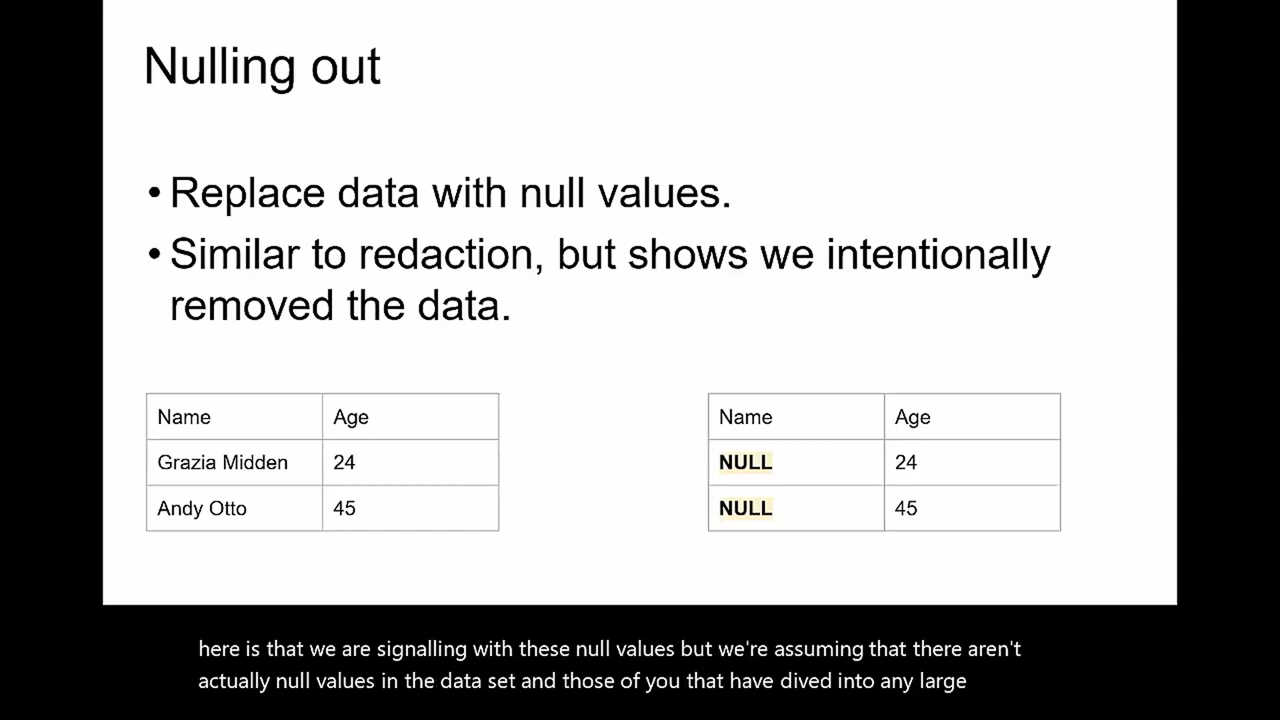 Nulling out
• Replace data with null values.
• Similar to redaction, but shows we intentionally
removed the data.
Name Age
Grazia Midden 24
Andy Otto 45
Name Age
NULL 24
NULL 45
here is that we are signalling with these null values but we're assuming that there aren't
actually null values in the data set and those of you that have dived into any large